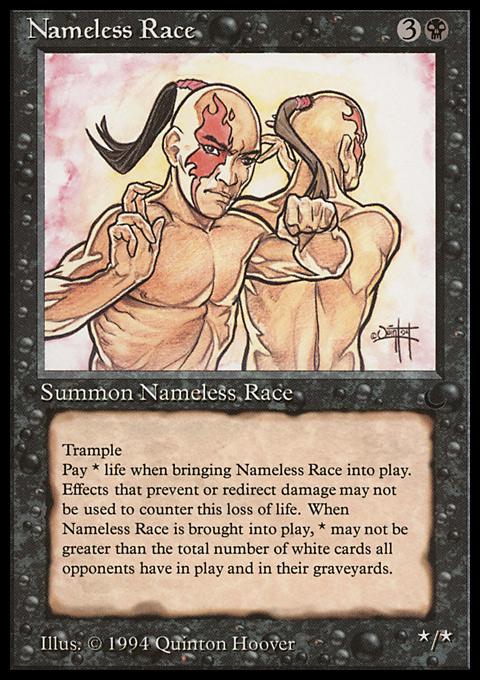 Nameless Race 3
Summon Nameless Race
Trample
Pay * life when bringing Nameless Race into play.
Effects that prevent or redirect damage may not
be used to counter this loss of life. When
Nameless Race is brought into play, * may not be
greater than the total number of white cards all
opponents have in play and in their graveyards.
Illus. © 1994 Quinton Hoover */*